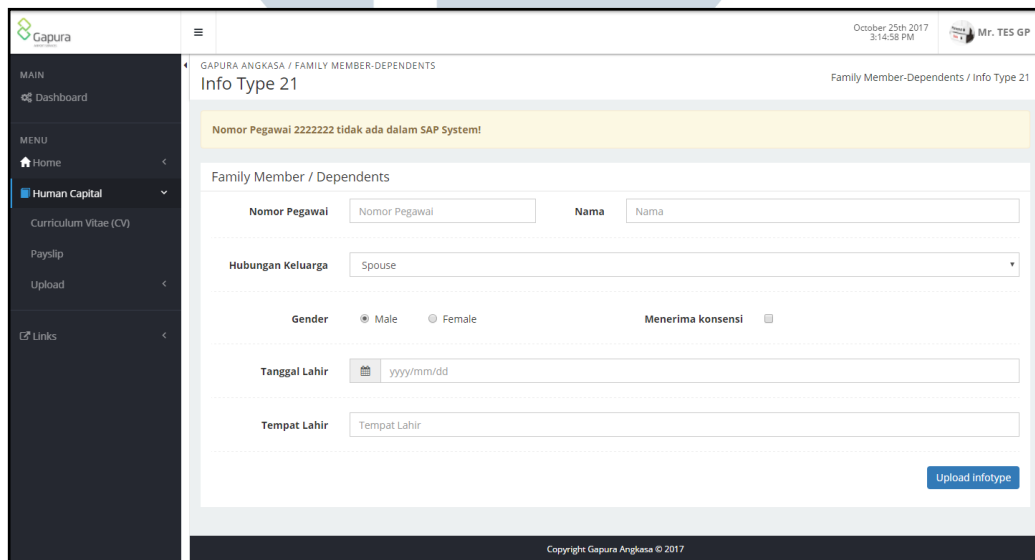 Gapura
October 25th 2017
3:14:58 PM
Mr. TES GP
MAIN
Dashboard
MENU
Home
Human Capital
Curriculum Vitae (CV)
Payslip
Upload
Links
GAPURA ANGKASA / FAMILY MEMBER-DEPENDENTS
Info Type 21
Family Member-Dependents / Info Type 21
Nomor Pegawai 2222222 tidak ada dalam SAP System!
Family Member / Dependents
Nomor Pegawai Nomor Pegawai Nama Nama
Hubungan Keluarga Spouse
Gender Male Female Menerima konsensi
Tanggal Lahir yyyy/mm/dd
Tempat Lahir Tempat Lahir
Upload infotype
Copyright Gapura Angkasa © 2017